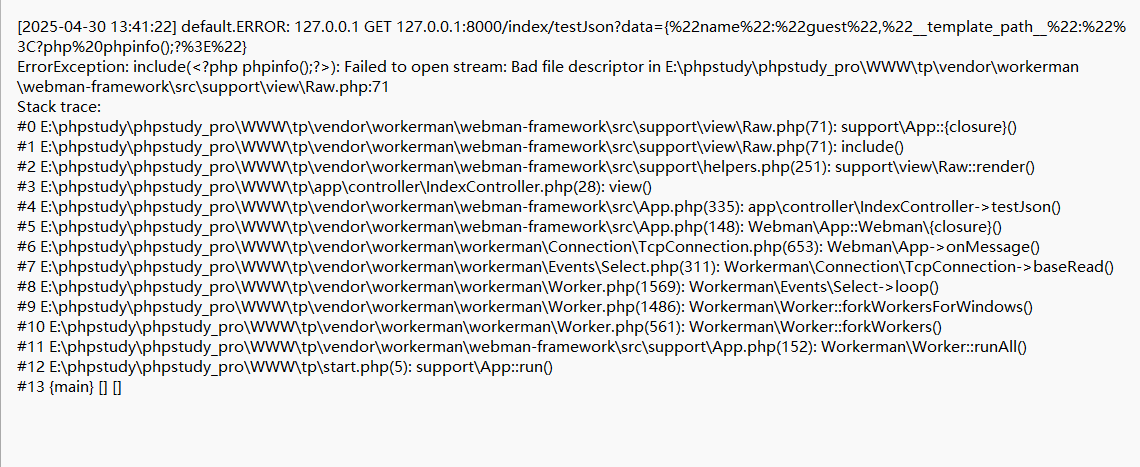 [2025-04-30 13:41:22] default.ERROR: 127.0.0.1 GET 127.0.0.1:8000/index/testJson?data={%22name%22:%22guest%22,%22__template_path__%22:%22%
3C?php%20phpinfo();?%3E%22}
ErrorException: include(<?php phpinfo();?>): Failed to open stream: Bad file descriptor in E:\phpstudy\phpstudy_pro\WWW\tp\vendor\workerman
\webman-framework\src\support\view\Raw.php:71
Stack trace:
#0 E:\phpstudy\phpstudy_pro\WWW\tp\vendor\workerman\webman-framework\src\support\view\Raw.php(71): support\App::{closure}()
#1 E:\phpstudy\phpstudy_pro\WWW\tp\vendor\workerman\webman-framework\src\support\view\Raw.php(71): include()
#2 E:\phpstudy\phpstudy_pro\WWW\tp\vendor\workerman\webman-framework\src\support\helpers.php(251): support\view\Raw::render()
#3 E:\phpstudy\phpstudy_pro\WWW\tp\app\controller\IndexController.php(28): view()
#4 E:\phpstudy\phpstudy_pro\WWW\tp\vendor\workerman\webman-framework\src\App.php(335): app\controller\IndexController->testJson()
#5 E:\phpstudy\phpstudy_pro\WWW\tp\vendor\workerman\webman-framework\src\App.php(148): Webman\App::Webman\{closure}()
#6 E:\phpstudy\phpstudy_pro\WWW\tp\vendor\workerman\workerman\Connection\TcpConnection.php(653): Webman\App->onMessage()
#7 E:\phpstudy\phpstudy_pro\WWW\tp\vendor\workerman\workerman\Events\Select.php(311): Workerman\Connection\TcpConnection->baseRead()
#8 E:\phpstudy\phpstudy_pro\WWW\tp\vendor\workerman\workerman\Worker.php(1569): Workerman\Events\Select->loop()
#9 E:\phpstudy\phpstudy_pro\WWW\tp\vendor\workerman\workerman\Worker.php(1486): Workerman\Worker::forkWorkersForWindows()
#10 E:\phpstudy\phpstudy_pro\WWW\tp\vendor\workerman\workerman\Worker.php(561): Workerman\Worker::forkWorkers()
#11 E:\phpstudy\phpstudy_pro\WWW\tp\vendor\workerman\webman-framework\src\support\App.php(152): Workerman\Worker::runAll()
#12 E:\phpstudy\phpstudy_pro\WWW\tp\start.php(5): support\App::run()
#13 {main} [] []